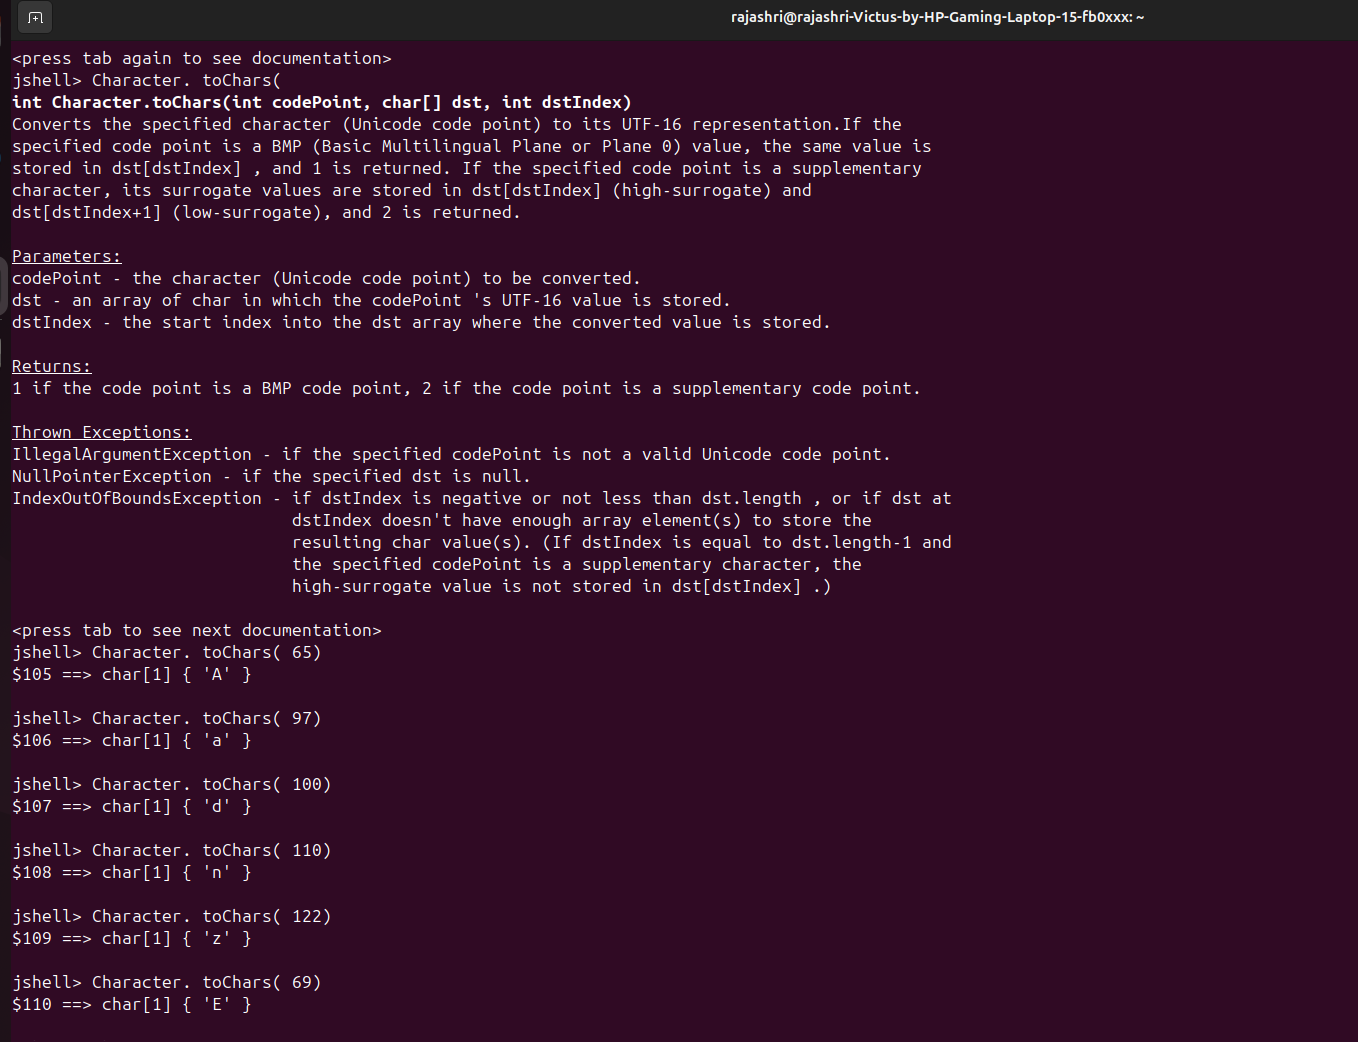 rajashri@rajashri-Victus-by-HP-Gaming-Laptop-15-fb0xxx: ~
<press tab again to see documentation>
jshell> Character. toChars(
int Character.toChars(int codePoint, char[] dst, int dstIndex)
Converts the specified character (Unicode code point) to its UTF-16 representation.If the
specified code point is a BMP (Basic Multilingual Plane or Plane 0) value, the same value is
stored in dst[dstIndex] , and 1 is returned. If the specified code point is a supplementary
character, its surrogate values are stored in dst[dstIndex] (high-surrogate) and
dst[dstIndex+1] (low-surrogate), and 2 is returned.
Parameters:
codePoint - the character (Unicode code point) to be converted.
dst - an array of char in which the codePoint 's UTF-16 value is stored.
dstIndex - the start index into the dst array where the converted value is stored.
Returns:
1 if the code point is a BMP code point, 2 if the code point is a supplementary code point.
Thrown Exceptions:
IllegalArgumentException - if the specified codePoint is not a valid Unicode code point.
NullPointerException - if the specified dst is null.
IndexOutOfBoundsException - if dstIndex is negative or not less than dst.length , or if dst at
dstIndex doesn't have enough array element(s) to store the
resulting char value(s). (If dstIndex is equal to dst.length-1 and
the specified codePoint is a supplementary character, the
high-surrogate value is not stored in dst[dstIndex] .)
<press tab to see next documentation>
jshell> Character. toChars( 65)
$105 ==> char[1] { 'A' }
jshell> Character. toChars( 97)
$106 ==> char[1] { 'a' }
jshell> Character. toChars( 100)
$107 ==> char[1] { 'd' }
jshell> Character. toChars( 110)
$108 ==> char[1] { 'n' }
jshell> Character. toChars( 122)
$109 ==> char[1] { 'z' }
jshell> Character. toChars( 69)
$110 ==> char[1] { 'E' }